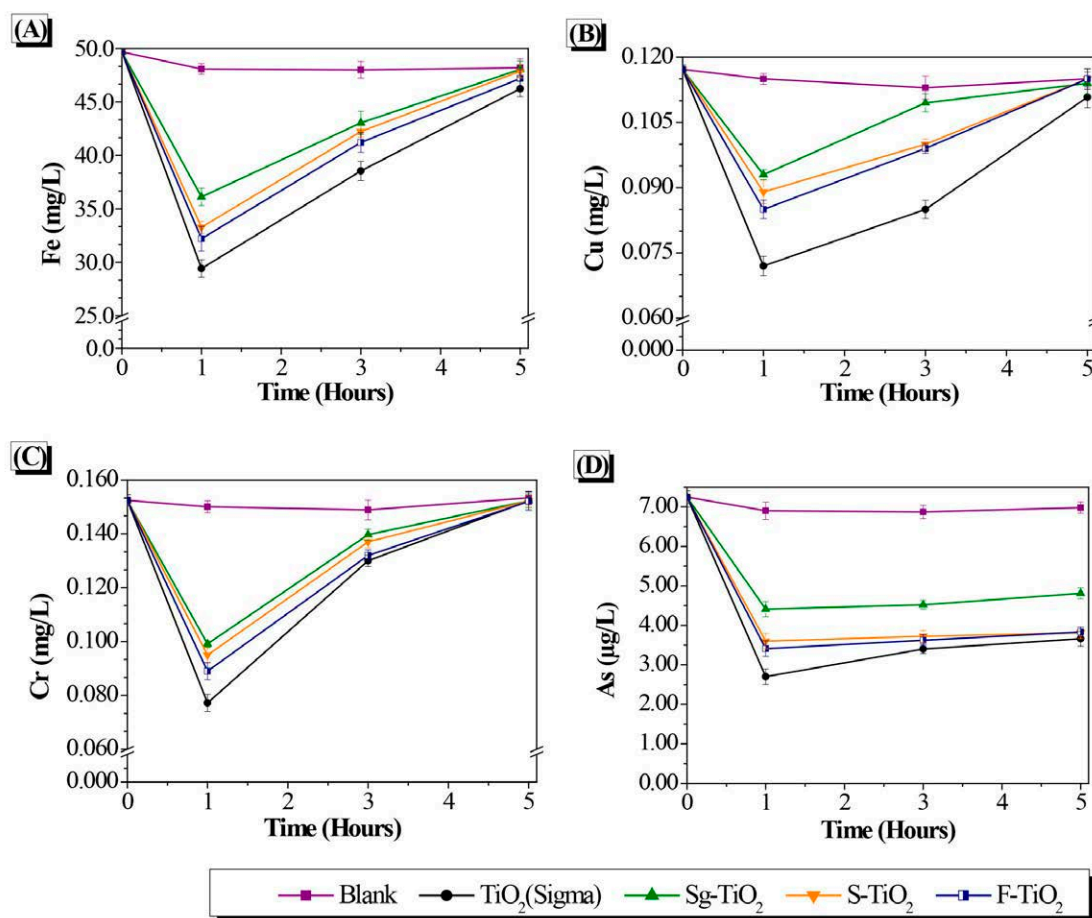 (A)
50.0
45.0
40.0
35.0
30.0
25.0
0.0
Fe (mg/L)
0 1 2 3 4 5
Time (Hours)
(B)
0.120
0.105
0.090
0.075
0.060
0.000
Cu (mg/L)
0 1 2 3 4 5
Time (Hours)
(C)
0.160
0.140
0.120
0.100
0.080
0.060
0.000
Cr (mg/L)
0 1 2 3 4 5
Time (Hours)
(D)
7.00
6.00
5.00
4.00
3.00
2.00
1.00
0.00
As (µg/L)
0 1 2 3 4 5
Time (Hours)
Blank TiO₂(Sigma) Sg-TiO₂ S-TiO₂ F-TiO₂